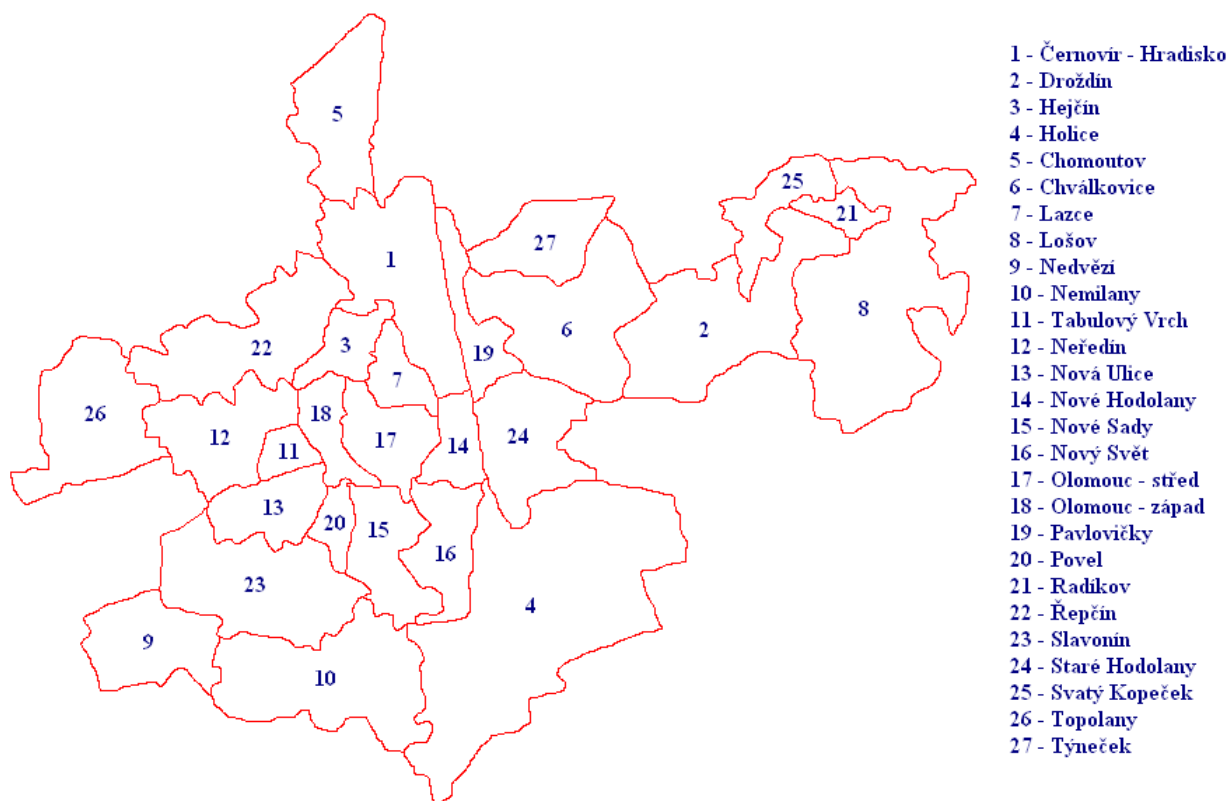 5
25
21
27
1
8
6
2
22
3
19
7
26
18
12
17
24
11
14
13
20
15
16
23
4
9
10
1 - Černovír - Hradisko
2 - Droždín
3 - Hejčín
4 - Holice
5 - Chomoutov
6 - Chválkovice
7 - Lazce
8 - Lošov
9 - Nedvězí
10 - Nemilany
11 - Tabulový Vrch
12 - Neředín
13 - Nová Ulice
14 - Nové Hodolany
15 - Nové Sady
16 - Nový Svět
17 - Olomouc - střed
18 - Olomouc - západ
19 - Pavlovičky
20 - Povel
21 - Radíkov
22 - Řepčín
23 - Slavonín
24 - Staré Hodolany
25 - Svatý Kopeček
26 - Topolany
27 - Týneček